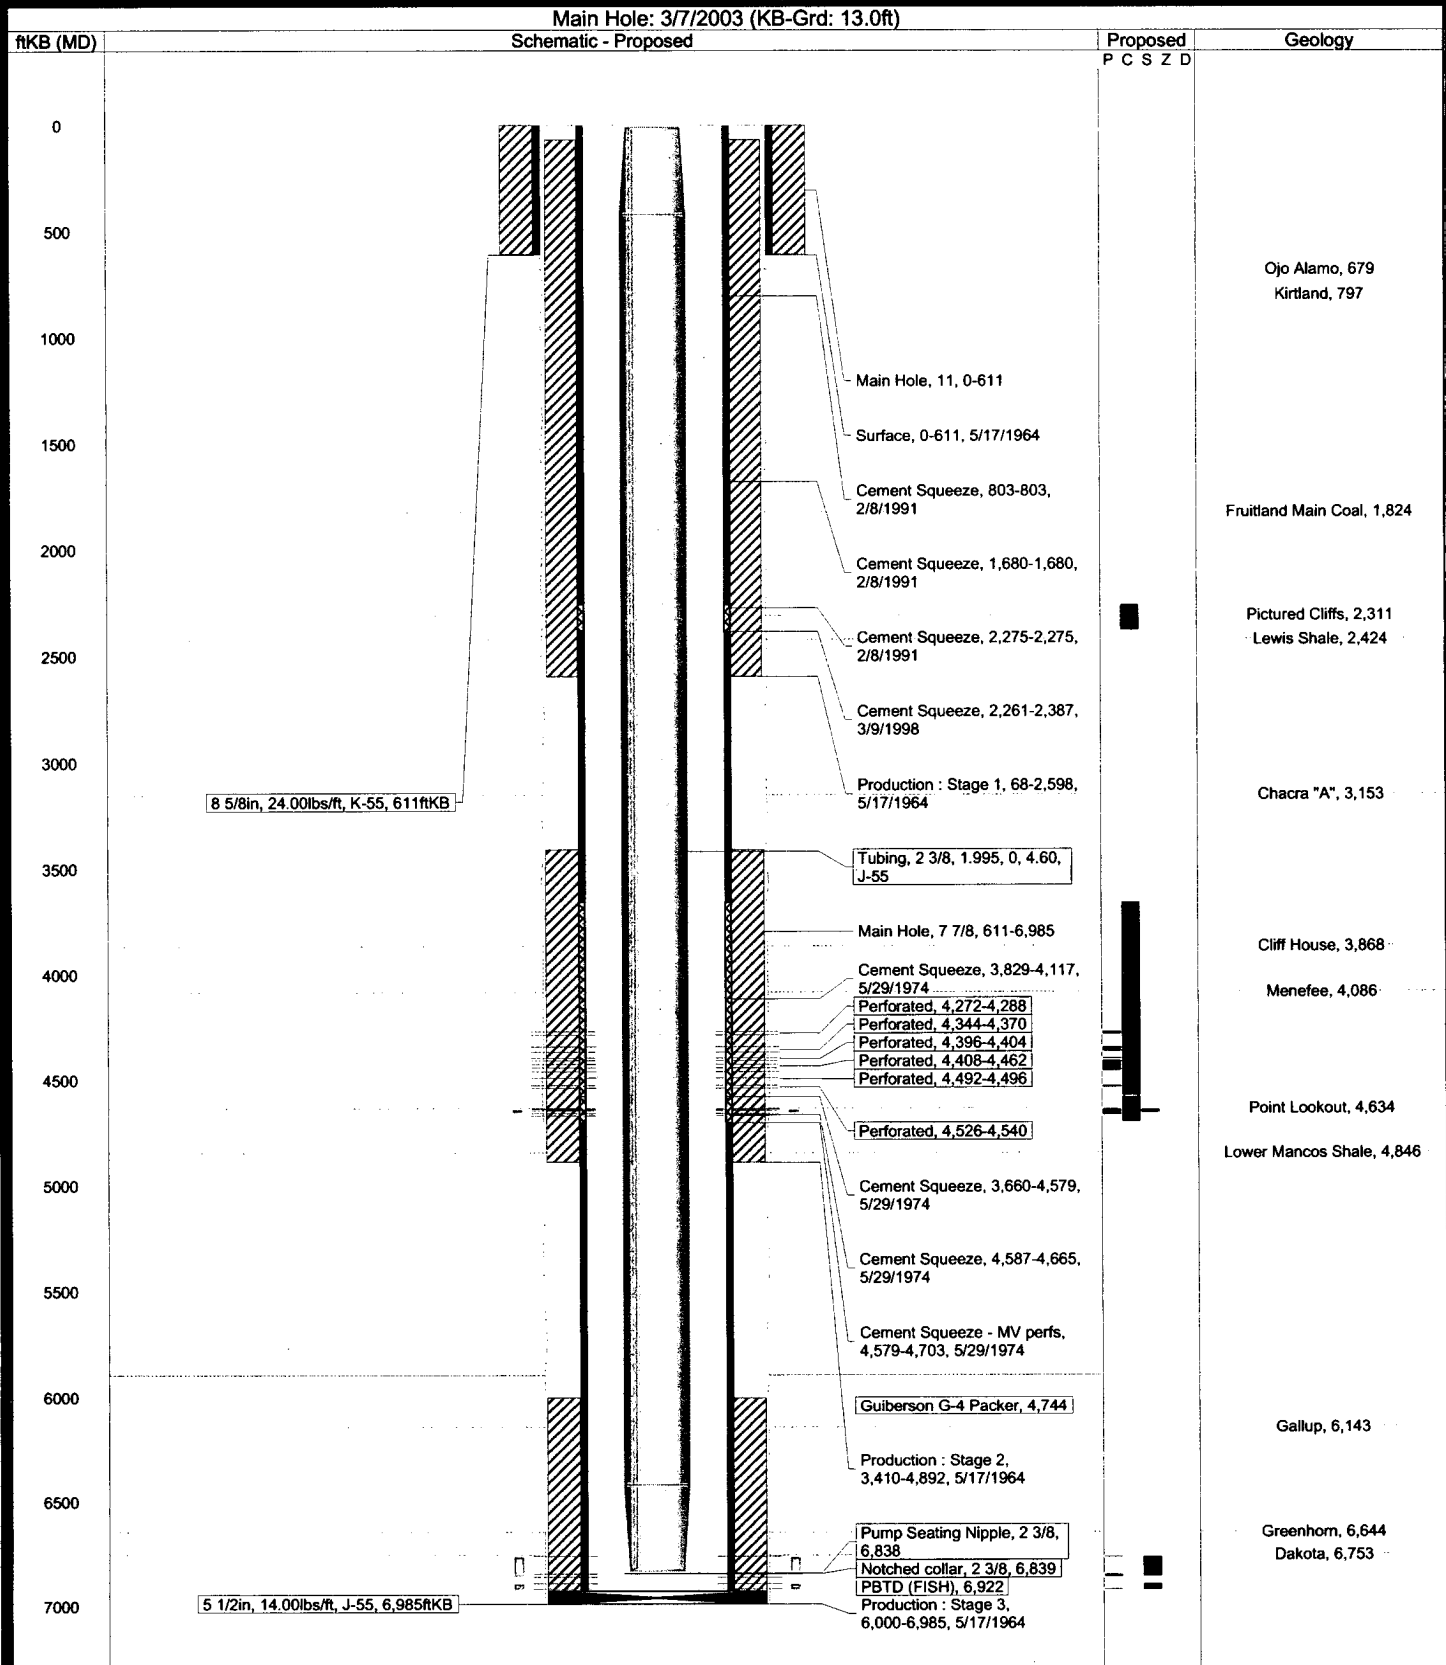 Main Hole: 3/7/2003 (KB-Grd: 13.0ft)
ftKB (MD)
Schematic - Proposed
Proposed
Geology
P C S Z D
0
500
1000
1500
2000
2500
3000
3500
4000
4500
5000
5500
6000
6500
7000
8 5/8in, 24.00lbs/ft, K-55, 611ftKB
5 1/2in, 14.00lbs/ft, J-55, 6,985ftKB
Main Hole, 11, 0-611
Surface, 0-611, 5/17/1964
Cement Squeeze, 803-803,
2/8/1991
Cement Squeeze, 1,680-1,680,
2/8/1991
Cement Squeeze, 2,275-2,275,
2/8/1991
Cement Squeeze, 2,261-2,387,
3/9/1998
Production : Stage 1, 68-2,598,
5/17/1964
Tubing, 2 3/8, 1.995, 0, 4.60,
J-55
Main Hole, 7 7/8, 611-6,985
Cement Squeeze, 3,829-4,117,
5/29/1974
Perforated, 4,272-4,288
Perforated, 4,344-4,370
Perforated, 4,396-4,404
Perforated, 4,408-4,462
Perforated, 4,492-4,496
Perforated, 4,526-4,540
Cement Squeeze, 3,660-4,579,
5/29/1974
Cement Squeeze, 4,587-4,665,
5/29/1974
Cement Squeeze - MV perfs,
4,579-4,703, 5/29/1974
Guiberson G-4 Packer, 4,744
Production : Stage 2,
3,410-4,892, 5/17/1964
Pump Seating Nipple, 2 3/8,
6,838
Notched collar, 2 3/8, 6,839
PBTD (FISH), 6,922
Production : Stage 3,
6,000-6,985, 5/17/1964
Ojo Alamo, 679
Kirtland, 797
Fruitland Main Coal, 1,824
Pictured Cliffs, 2,311
Lewis Shale, 2,424
Chacra "A", 3,153
Cliff House, 3,868
Menefee, 4,086
Point Lookout, 4,634
Lower Mancos Shale, 4,846
Gallup, 6,143
Greenhorn, 6,644
Dakota, 6,753